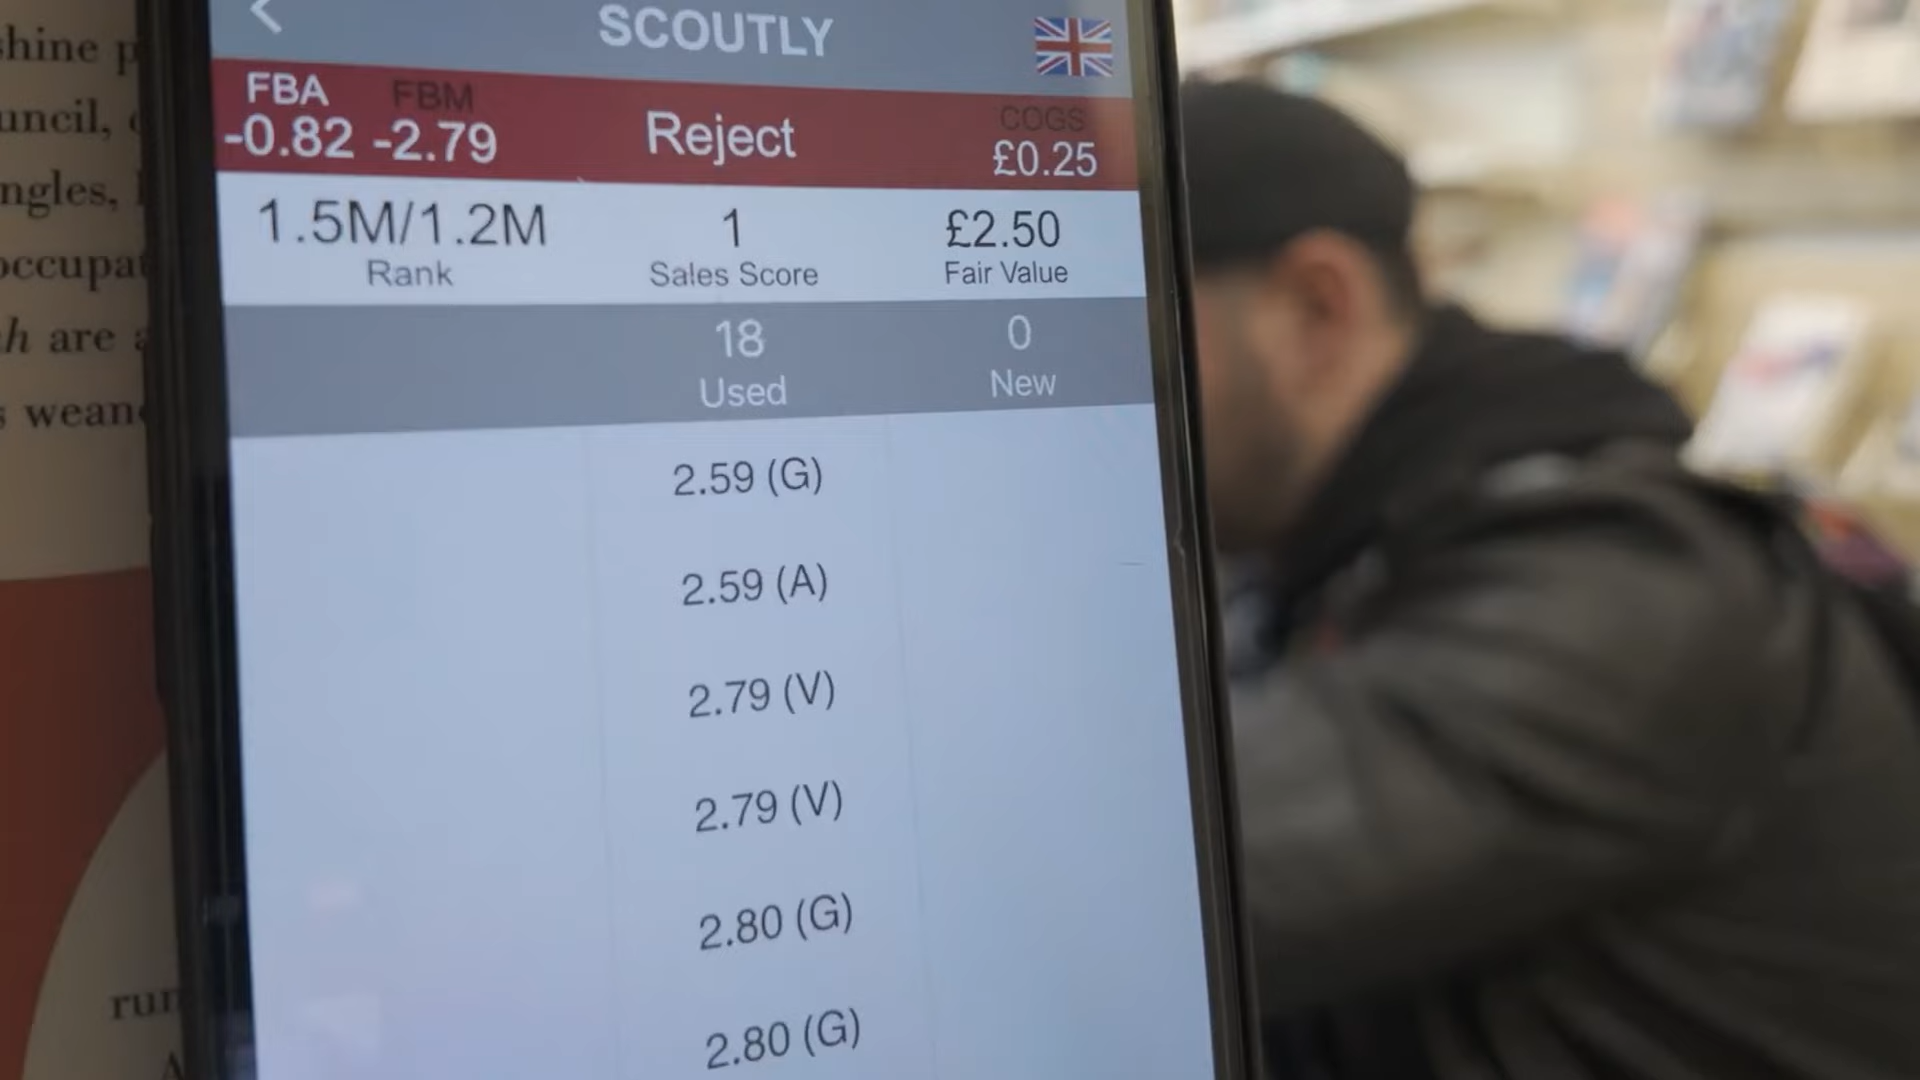 SCOUTLY
FBA FBM
-0.82 -2.79 Reject COGS £0.25
1.5M/1.2M 1 £2.50
Rank Sales Score Fair Value
18 0
Used New
2.59 (G)
2.59 (A)
2.79 (V)
2.79 (V)
2.80 (G)
2.80 (G)
shine
uncil,
ngles,
occupa
h are
s wean
run